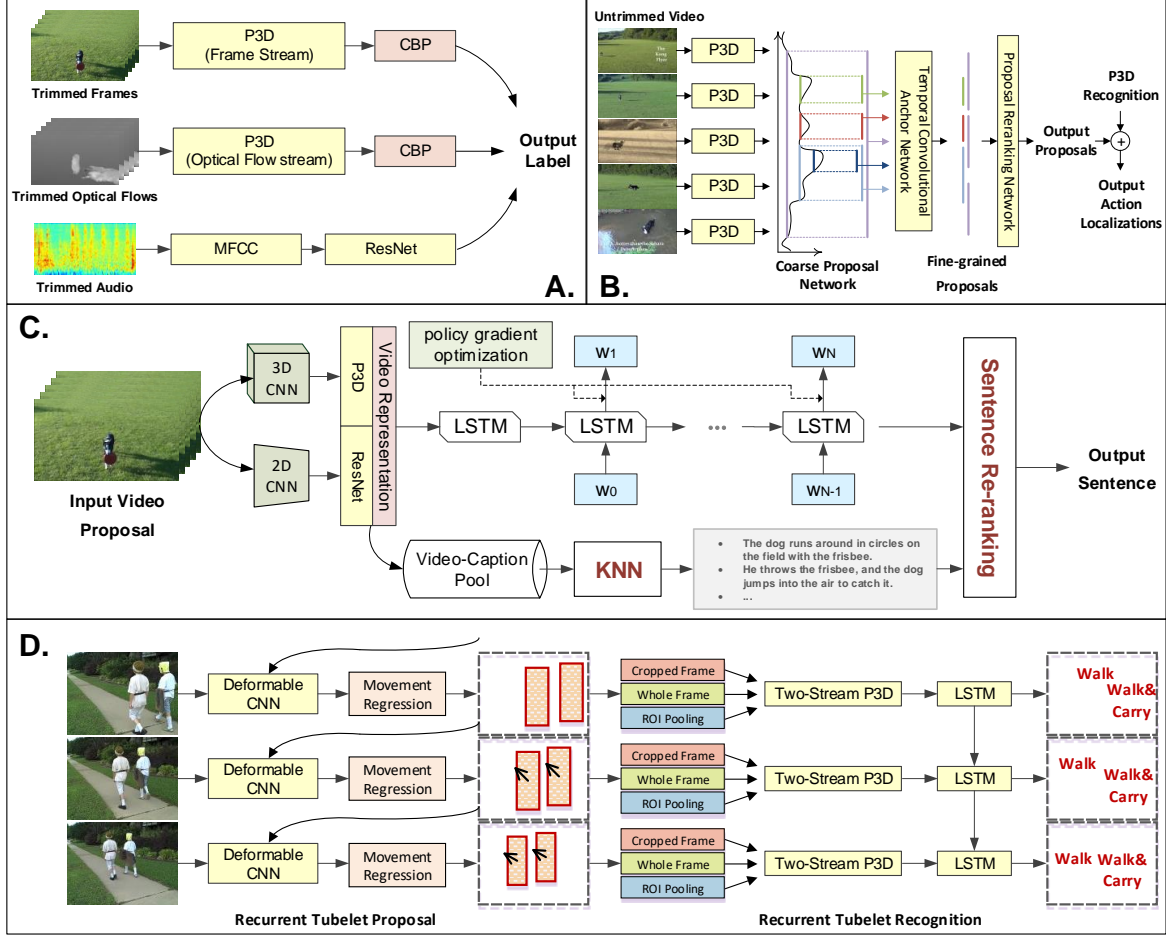 P3D
(Frame Stream)
CBP
Trimmed Frames
P3D
(Optical Flow stream)
CBP
Output
Label
Trimmed Optical Flows
MFCC
ResNet
Trimmed Audio
A.
Untrimmed Video
P3D
P3D
P3D
P3D
P3D
Coarse Proposal
Network
Temporal Convolutional
Anchor Network
Fine-grained
Proposals
Proposal Reranking Network
Output
Proposals
P3D
Recognition
+
Output
Action
Localizations
B.
C.
Input Video
Proposal
3D
CNN
2D
CNN
P3D
ResNet
Video Representation
policy gradient
optimization
W1
WN
LSTM
LSTM
...
LSTM
W0
WN-1
Video-Caption
Pool
KNN
• The dog runs around in circles on
the field with the frisbee.
• He throws the frisbee, and the dog
jumps into the air to catch it.
• ...
Sentence Re-ranking
Output
Sentence
D.
Deformable
CNN
Movement
Regression
Cropped Frame
Whole Frame
ROI Pooling
Two-Stream P3D
LSTM
Walk
Walk&
Carry
Deformable
CNN
Movement
Regression
Cropped Frame
Whole Frame
ROI Pooling
Two-Stream P3D
LSTM
Walk
Walk&
Carry
Deformable
CNN
Movement
Regression
Cropped Frame
Whole Frame
ROI Pooling
Two-Stream P3D
LSTM
Walk Walk&
Carry
Recurrent Tubelet Proposal
Recurrent Tubelet Recognition